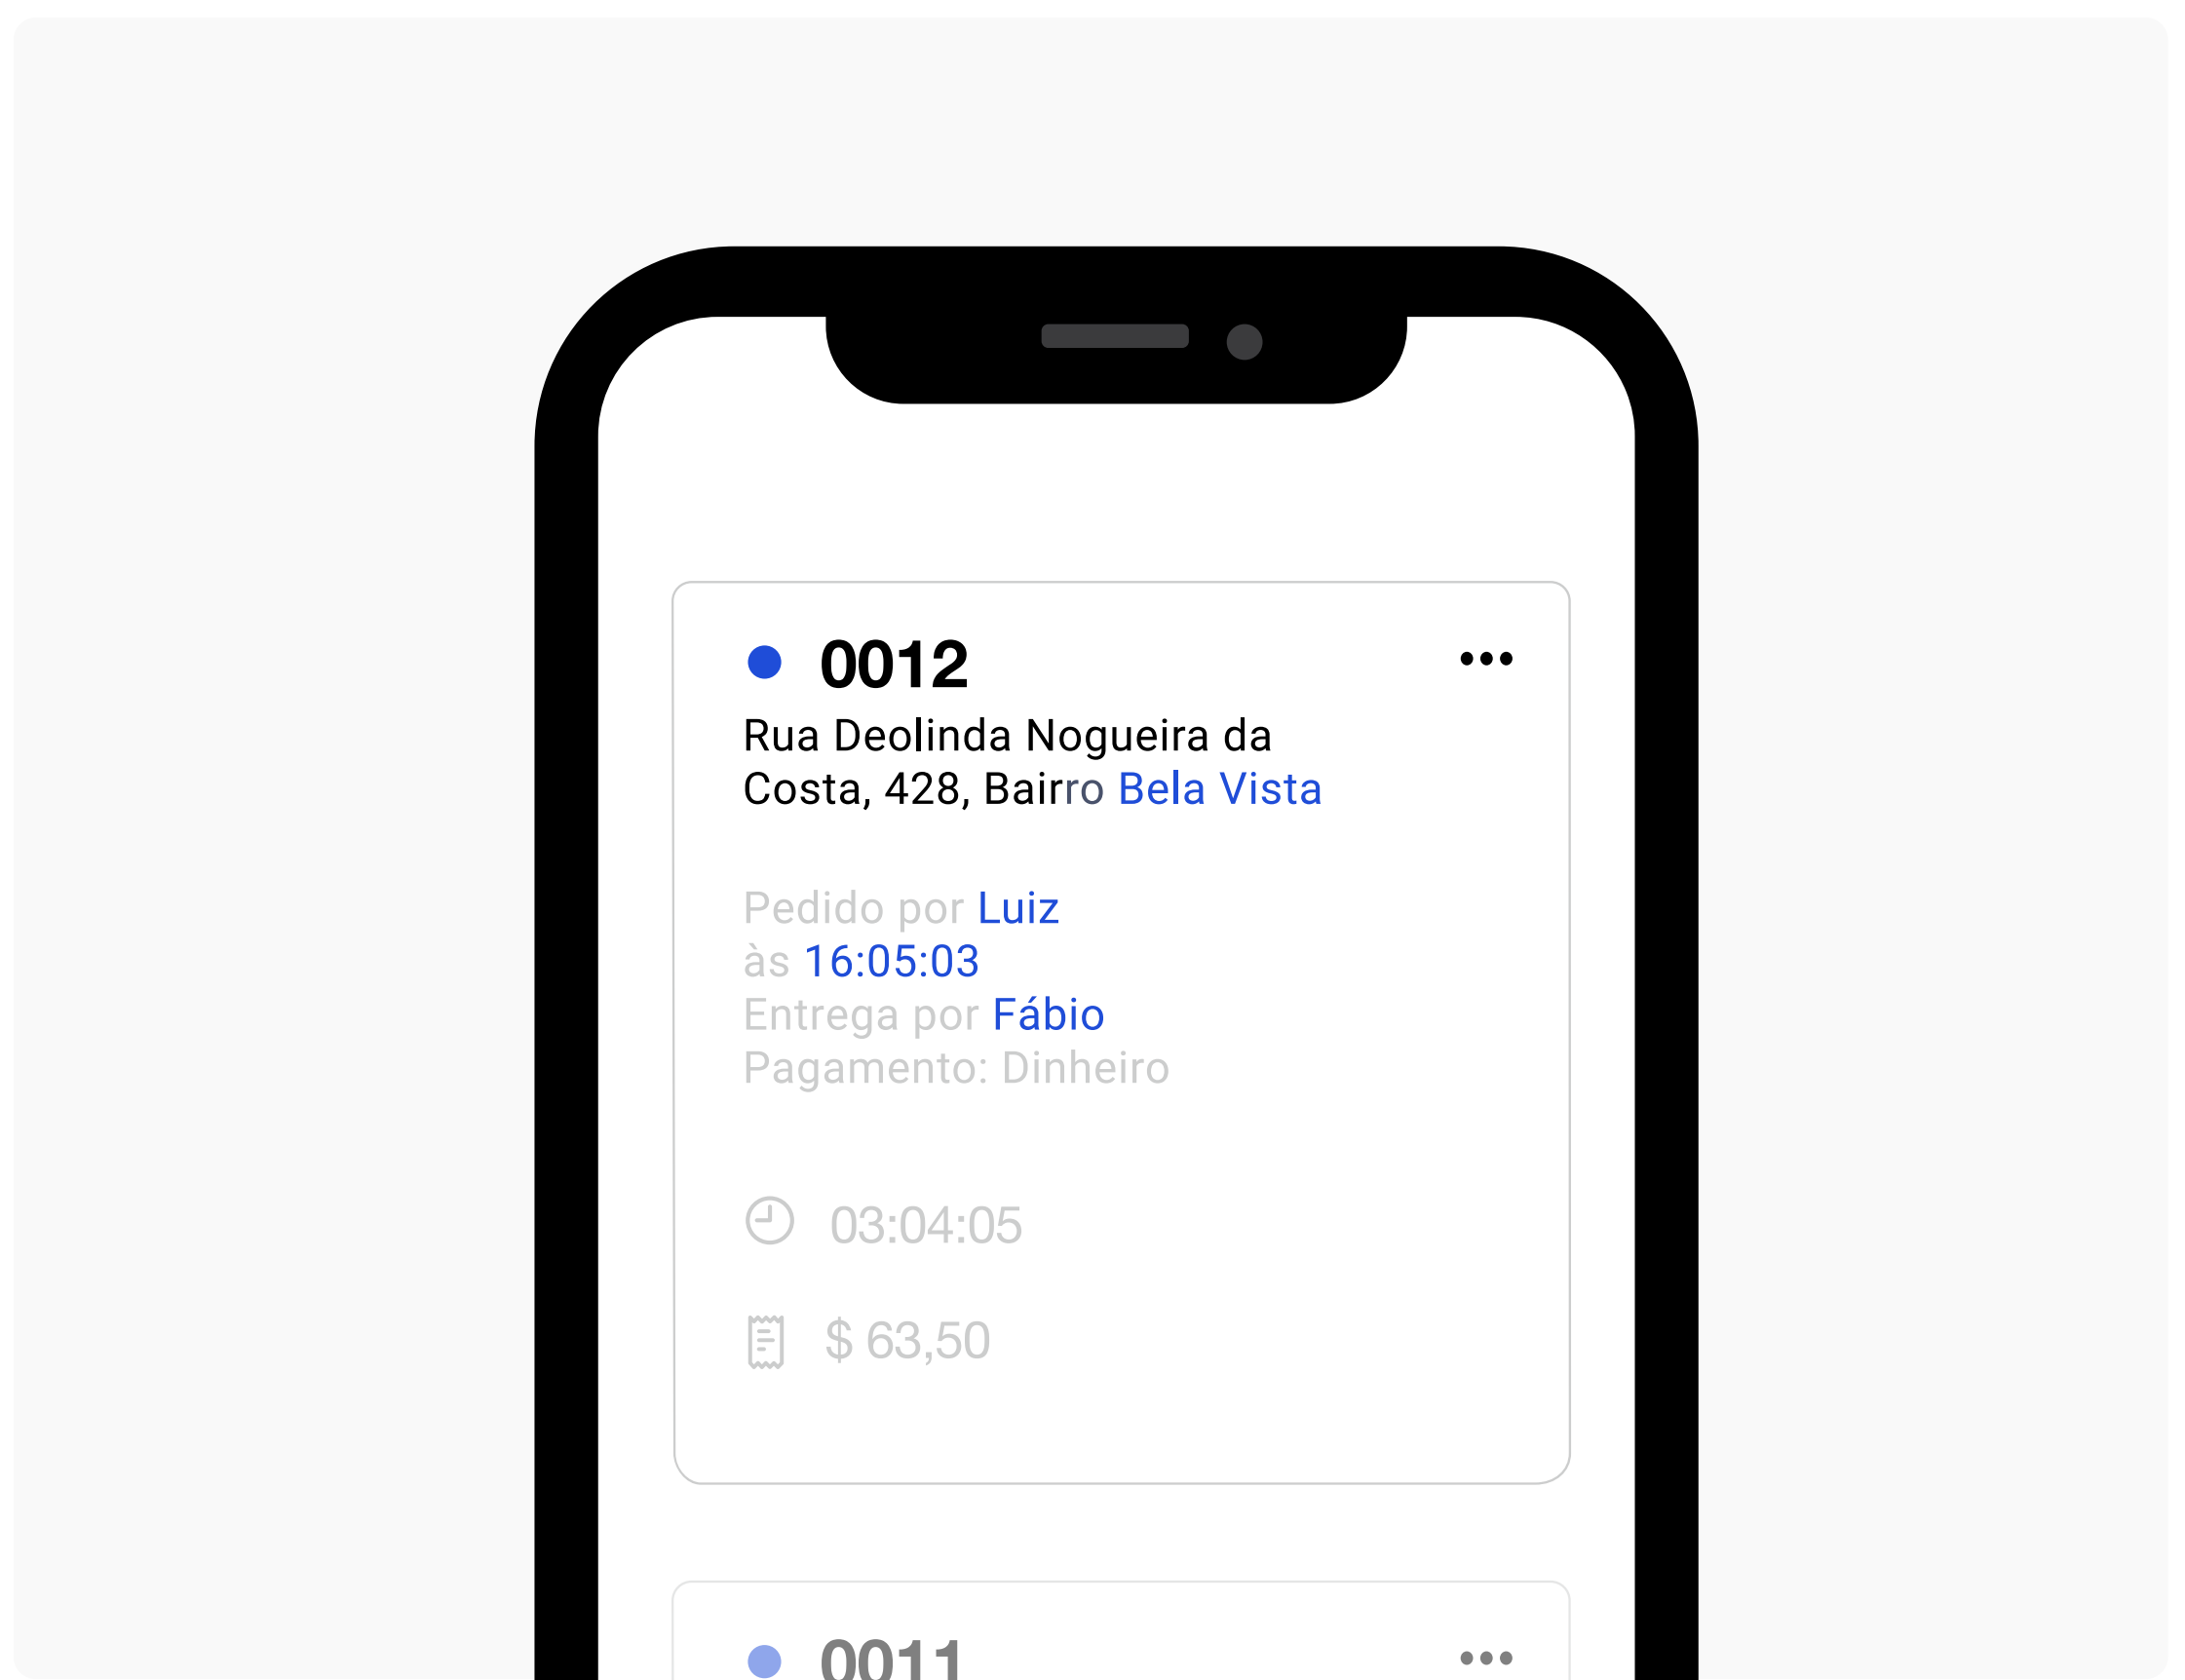 0012
Rua Deolinda Nogueira da
Costa, 428, Bairro Bela Vista
Pedido por Luiz
às 16:05:03
Entrega por Fábio
Pagamento: Dinheiro
03:04:05
$ 63,50
0011